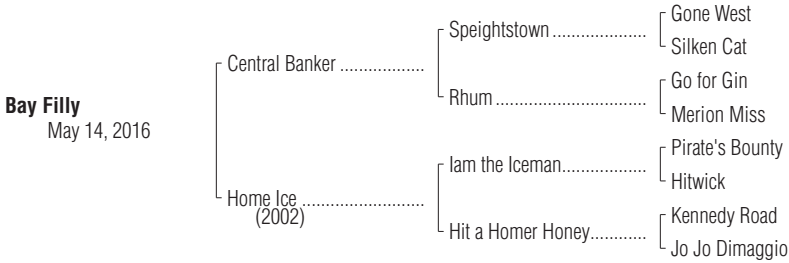 Gone West
Speightstown ....................
Silken Cat
Central Banker ..................
Go for Gin
Rhum ................................
Merion Miss
Bay Filly
May 14, 2016
Pirate's Bounty
Iam the Iceman..................
Hitwick
Home Ice ..........................
(2002)
Kennedy Road
Hit a Homer Honey............
Jo Jo Dimaggio